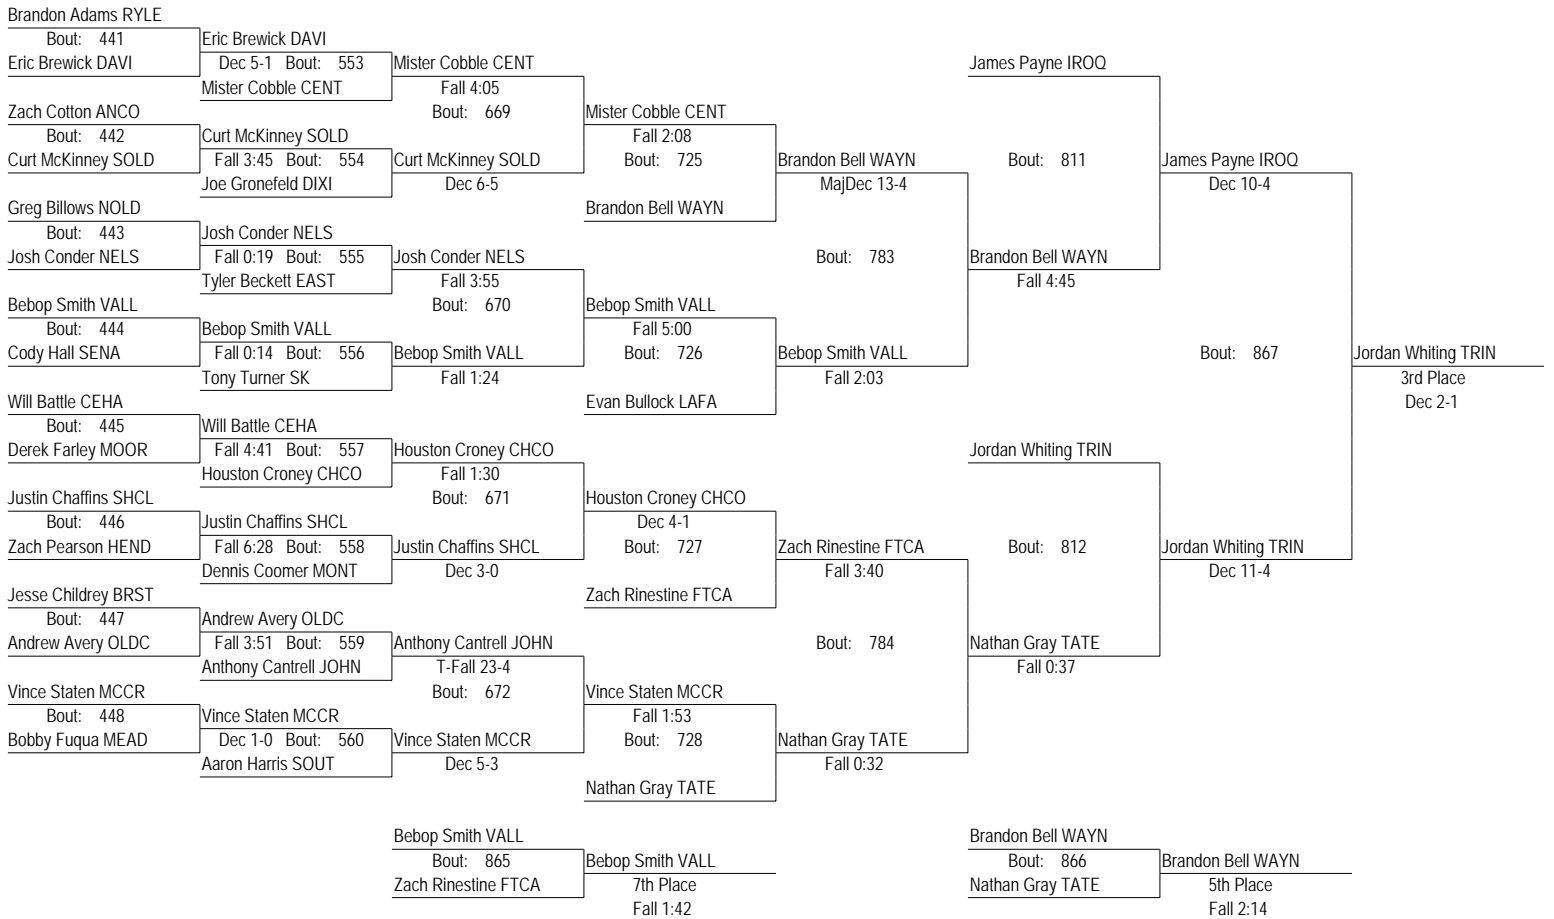 Brandon Adams RYLE
Bout: 441
Eric Brewick DAVI
Eric Brewick DAVI
Dec 5-1 Bout: 553
Mister Cobble CENT
Mister Cobble CENT
Fall 4:05
Bout: 669
Zach Cotton ANCO
Bout: 442
Curt McKinney SOLD
Curt McKinney SOLD
Fall 3:45 Bout: 554
Joe Gronefeld DIXI
Curt McKinney SOLD
Dec 6-5
Mister Cobble CENT
Fall 2:08
Bout: 725
Brandon Bell WAYN
Brandon Bell WAYN
MajDec 13-4
Greg Billows NOLD
Bout: 443
Josh Conder NELS
Josh Conder NELS
Fall 0:19 Bout: 555
Tyler Beckett EAST
Josh Conder NELS
Fall 3:55
Bout: 670
Bebop Smith VALL
Bout: 444
Cody Hall SENA
Bebop Smith VALL
Fall 0:14 Bout: 556
Tony Turner SK
Bebop Smith VALL
Fall 1:24
Bebop Smith VALL
Fall 5:00
Bout: 726
Evan Bullock LAFA
Bebop Smith VALL
Fall 2:03
Bout: 783
James Payne IROQ
Bout: 811
Brandon Bell WAYN
Fall 4:45
James Payne IROQ
Dec 10-4
Will Battle CEHA
Bout: 445
Derek Farley MOOR
Will Battle CEHA
Fall 4:41 Bout: 557
Houston Croney CHCO
Houston Croney CHCO
Fall 1:30
Bout: 671
Justin Chaffins SHCL
Bout: 446
Zach Pearson HEND
Justin Chaffins SHCL
Fall 6:28 Bout: 558
Dennis Coomer MONT
Justin Chaffins SHCL
Dec 3-0
Houston Croney CHCO
Dec 4-1
Bout: 727
Zach Rinestine FTCA
Zach Rinestine FTCA
Fall 3:40
Jesse Childrey BRST
Bout: 447
Andrew Avery OLDC
Andrew Avery OLDC
Fall 3:51 Bout: 559
Anthony Cantrell JOHN
Anthony Cantrell JOHN
T-Fall 23-4
Bout: 672
Vince Staten MCCR
Bout: 448
Bobby Fuqua MEAD
Vince Staten MCCR
Dec 1-0 Bout: 560
Aaron Harris SOUT
Vince Staten MCCR
Dec 5-3
Vince Staten MCCR
Fall 1:53
Bout: 728
Nathan Gray TATE
Nathan Gray TATE
Fall 0:32
Bout: 784
Jordan Whiting TRIN
Bout: 812
Nathan Gray TATE
Fall 0:37
Jordan Whiting TRIN
Dec 11-4
Bout: 867
Jordan Whiting TRIN
3rd Place
Dec 2-1
Bebop Smith VALL
Bout: 865
Zach Rinestine FTCA
Bebop Smith VALL
7th Place
Fall 1:42
Brandon Bell WAYN
Bout: 866
Nathan Gray TATE
Brandon Bell WAYN
5th Place
Fall 2:14